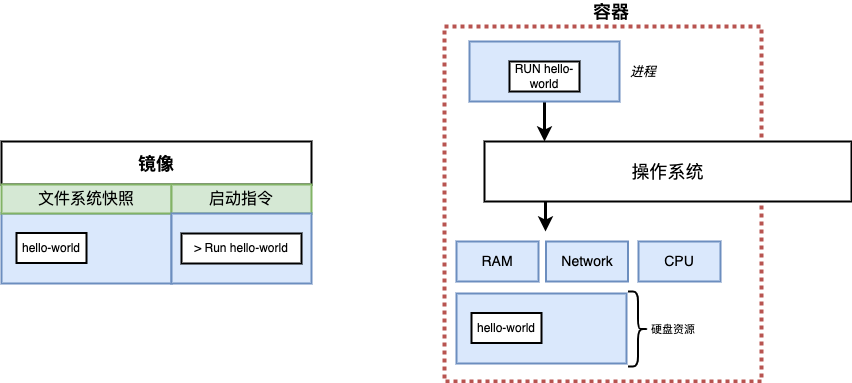 容器
RUN hello-
world
进程
镜像
操作系统
文件系统快照
启动指令
hello-world
> Run hello-world
RAM
Network
CPU
hello-world
硬盘资源